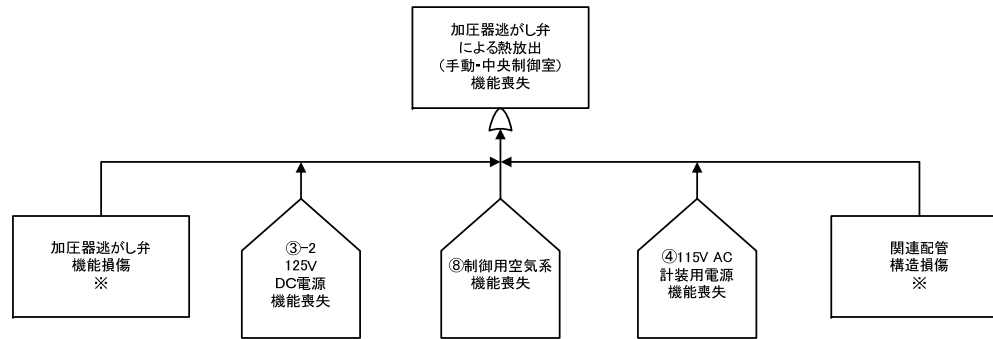 加圧器逃がし弁
による熱放出
(手動・中央制御室)
機能喪失
加圧器逃がし弁
機能損傷
※
③-2
125V
DC電源
機能喪失
⑧制御用空気系
機能喪失
④115V AC
計装用電源
機能喪失
関連配管
構造損傷
※